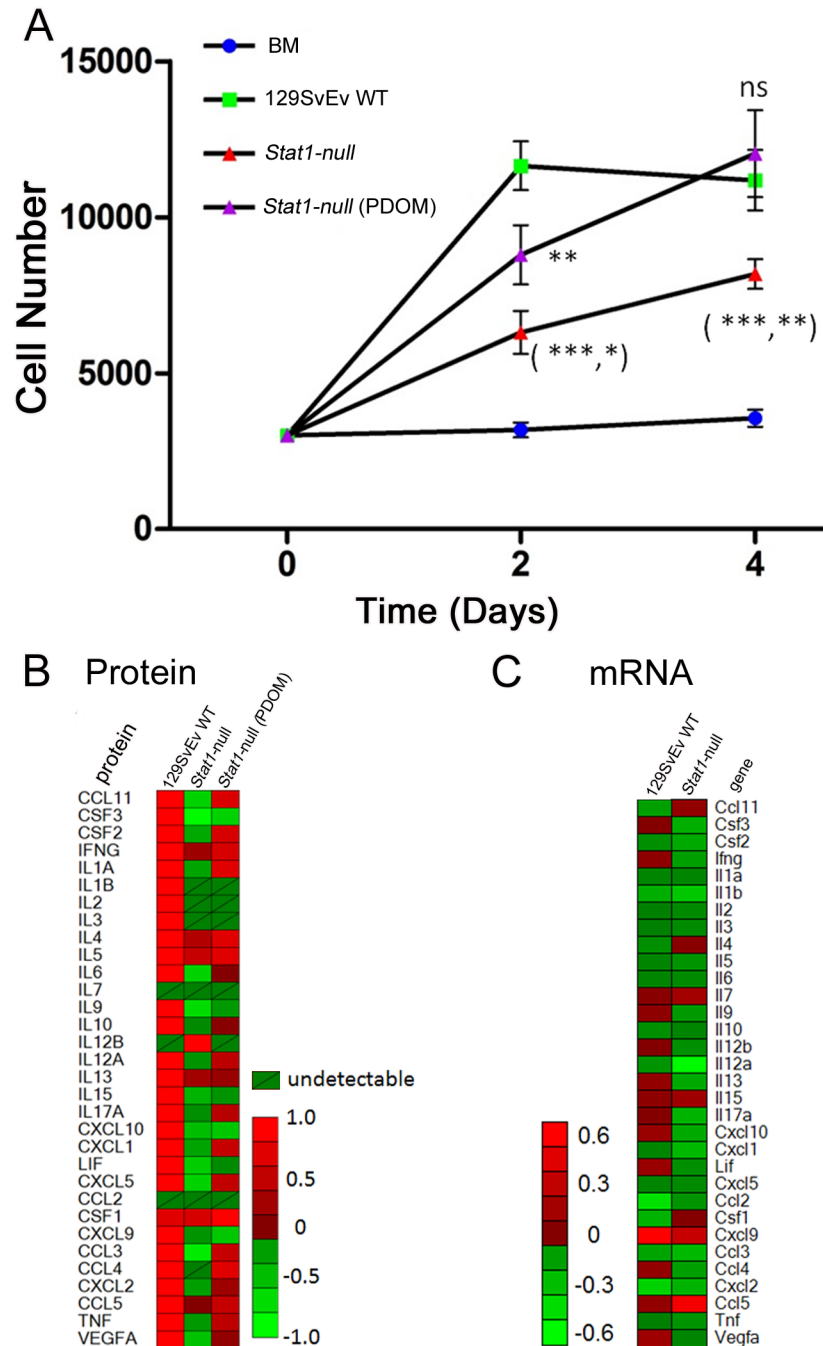 A
BM
129SvEv WT
Stat1-null
Stat1-null (PDOM)
15000
10000
5000
0
Cell Number
ns
**
( ***,*)
( ***,**)
0
2
4
Time (Days)
B Protein
protein
129SvEv WT
Stat1-null
Stat1-null (PDOM)
CCL11
CSF3
CSF2
IFNG
IL1A
IL1B
IL2
IL3
IL4
IL5
IL6
IL7
IL9
IL10
IL12B
IL12A
IL13
IL15
IL17A
CXCL10
CXCL1
LIF
CXCL5
CCL2
CSF1
CXCL9
CCL3
CCL4
CXCL2
CCL5
TNF
VEGFA
undetectable
1.0
0.5
0
-0.5
-1.0
C mRNA
129SvEv WT
Stat1-null
gene
Ccl11
Csf3
Csf2
Ifng
Il1a
Il1b
Il2
Il3
Il4
Il5
Il6
Il7
Il9
Il10
Il12b
Il12a
Il13
Il15
Il17a
Cxcl10
Cxcl1
Lif
Cxcl5
Ccl2
Csf1
Cxcl9
Ccl3
Ccl4
Cxcl2
Ccl5
Tnf
Vegfa
0.6
0.3
0
-0.3
-0.6